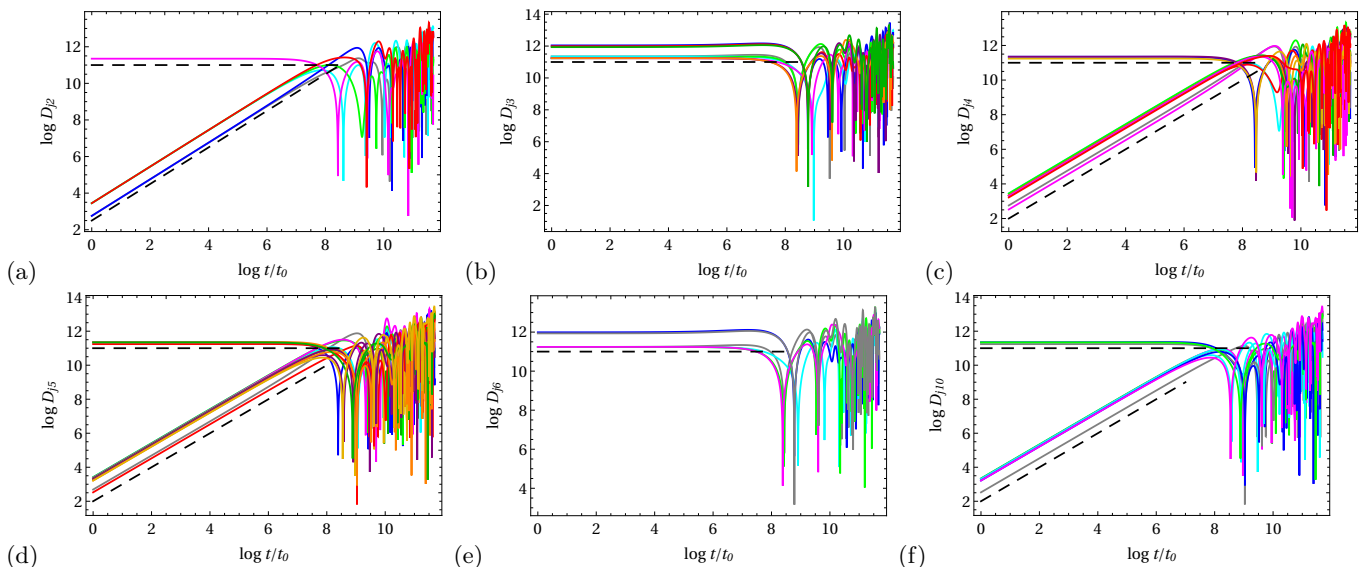 12
10
8
6
4
2
log D_{j2}
0 2 4 6 8 10
log t/t_0
(a)
14
12
10
8
6
4
2
0
log D_{j3}
0 2 4 6 8 10
log t/t_0
(b)
12
10
8
6
4
2
log D_{j4}
0 2 4 6 8 10
log t/t_0
(c)
14
12
10
8
6
4
2
log D_{j5}
0 2 4 6 8 10
log t/t_0
(d)
12
10
8
6
4
log D_{j6}
0 2 4 6 8 10
log t/t_0
(e)
14
12
10
8
6
4
2
log D_{j10}
0 2 4 6 8 10
log t/t_0
(f)